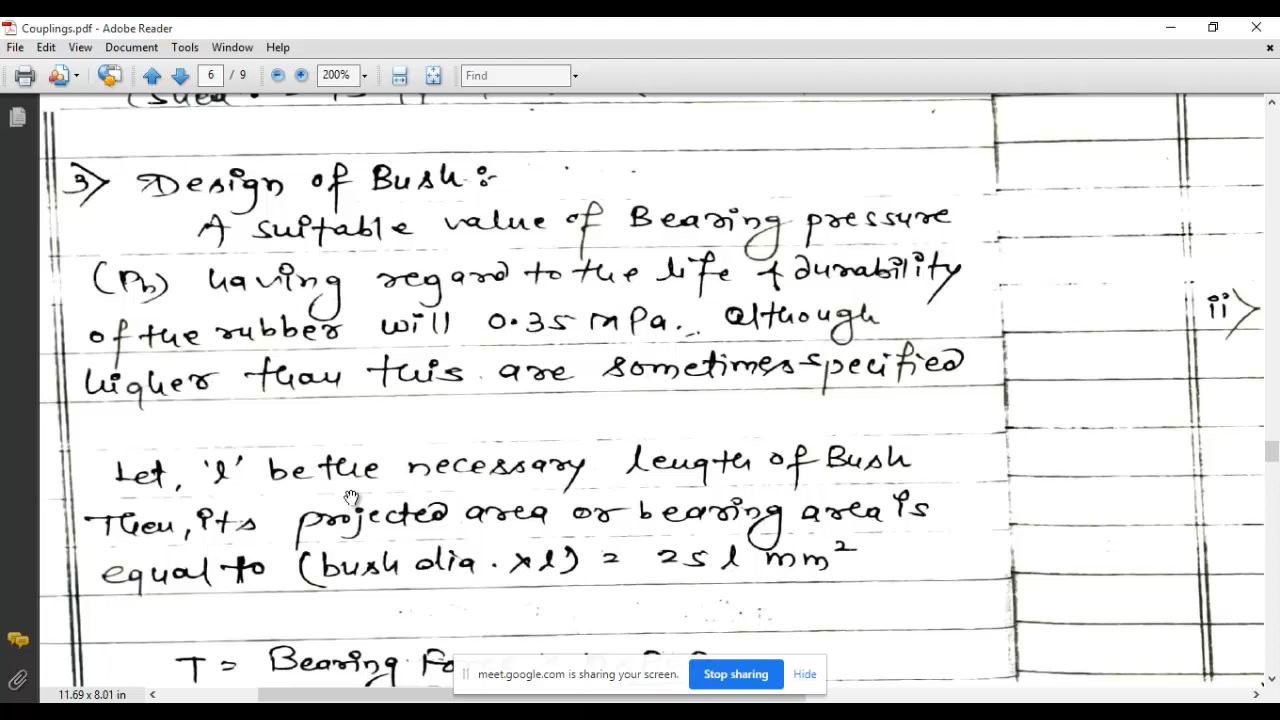 Couplings.pdf - Adobe Reader
File Edit View Document Tools Window Help
6 / 9 200% Find
3> Design of Bush :-
A suitable value of Bearing pressure
(Pb) having regard to the life & durability
of the rubber will 0.35 MPa. although
higher than this are sometimes specified
ii>
Let, 'l' be the necessary length of Bush
Then, its projected area or bearing area is
equal to (bush dia. x l) = 25 l mm2
T = Bearing
meet.google.com is sharing your screen. Stop sharing Hide
11.69 x 8.01 in